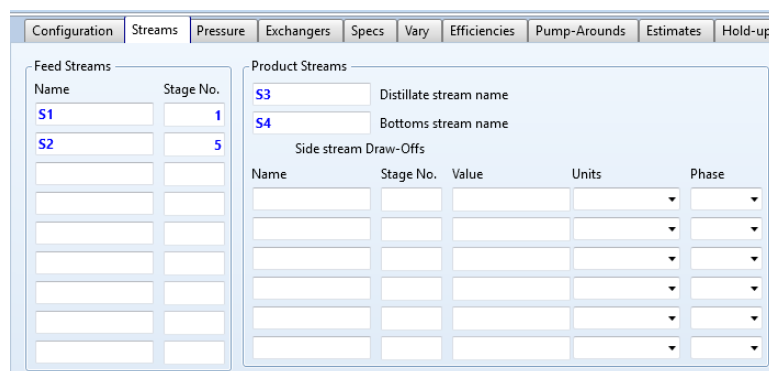 Configuration Streams Pressure Exchangers Specs Vary Efficiencies Pump-Arounds Estimates Hold-up
Feed Streams
Name Stage No.
S1 1
S2 5
Product Streams
S3 Distillate stream name
S4 Bottoms stream name
Side stream Draw-Offs
Name Stage No. Value Units Phase